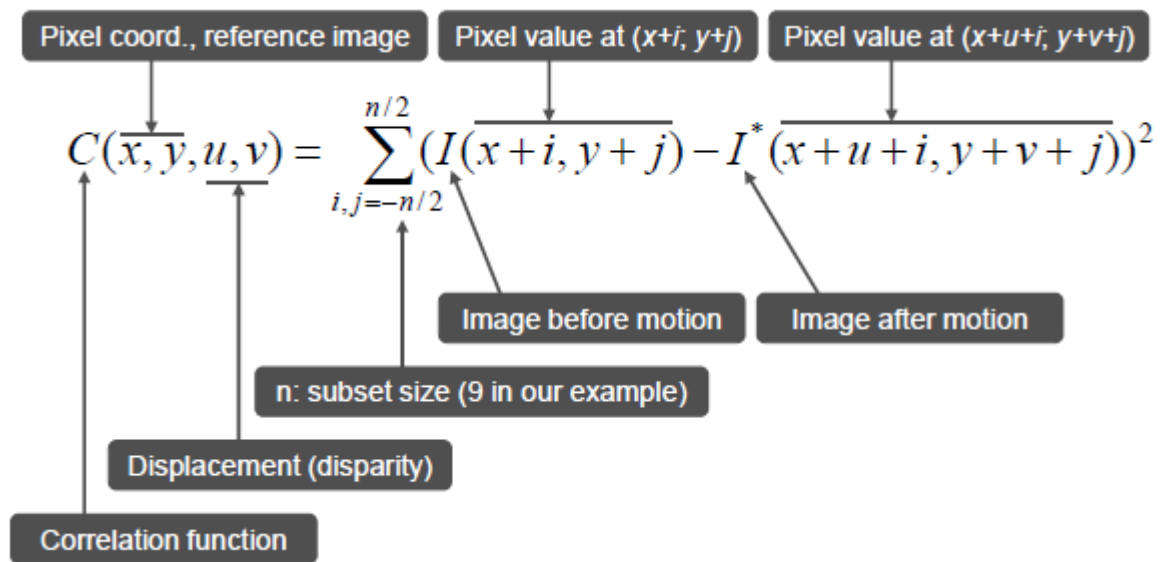 Pixel coord., reference image Pixel value at (x+i; y+j) Pixel value at (x+u+i; y+v+j)
C(x, y, u, v) = ∑_{i, j=-n/2}^{n/2} (I(x + i, y + j) − I*(x + u + i, y + v + j))²
Image before motion Image after motion
n: subset size (9 in our example)
Displacement (disparity)
Correlation function